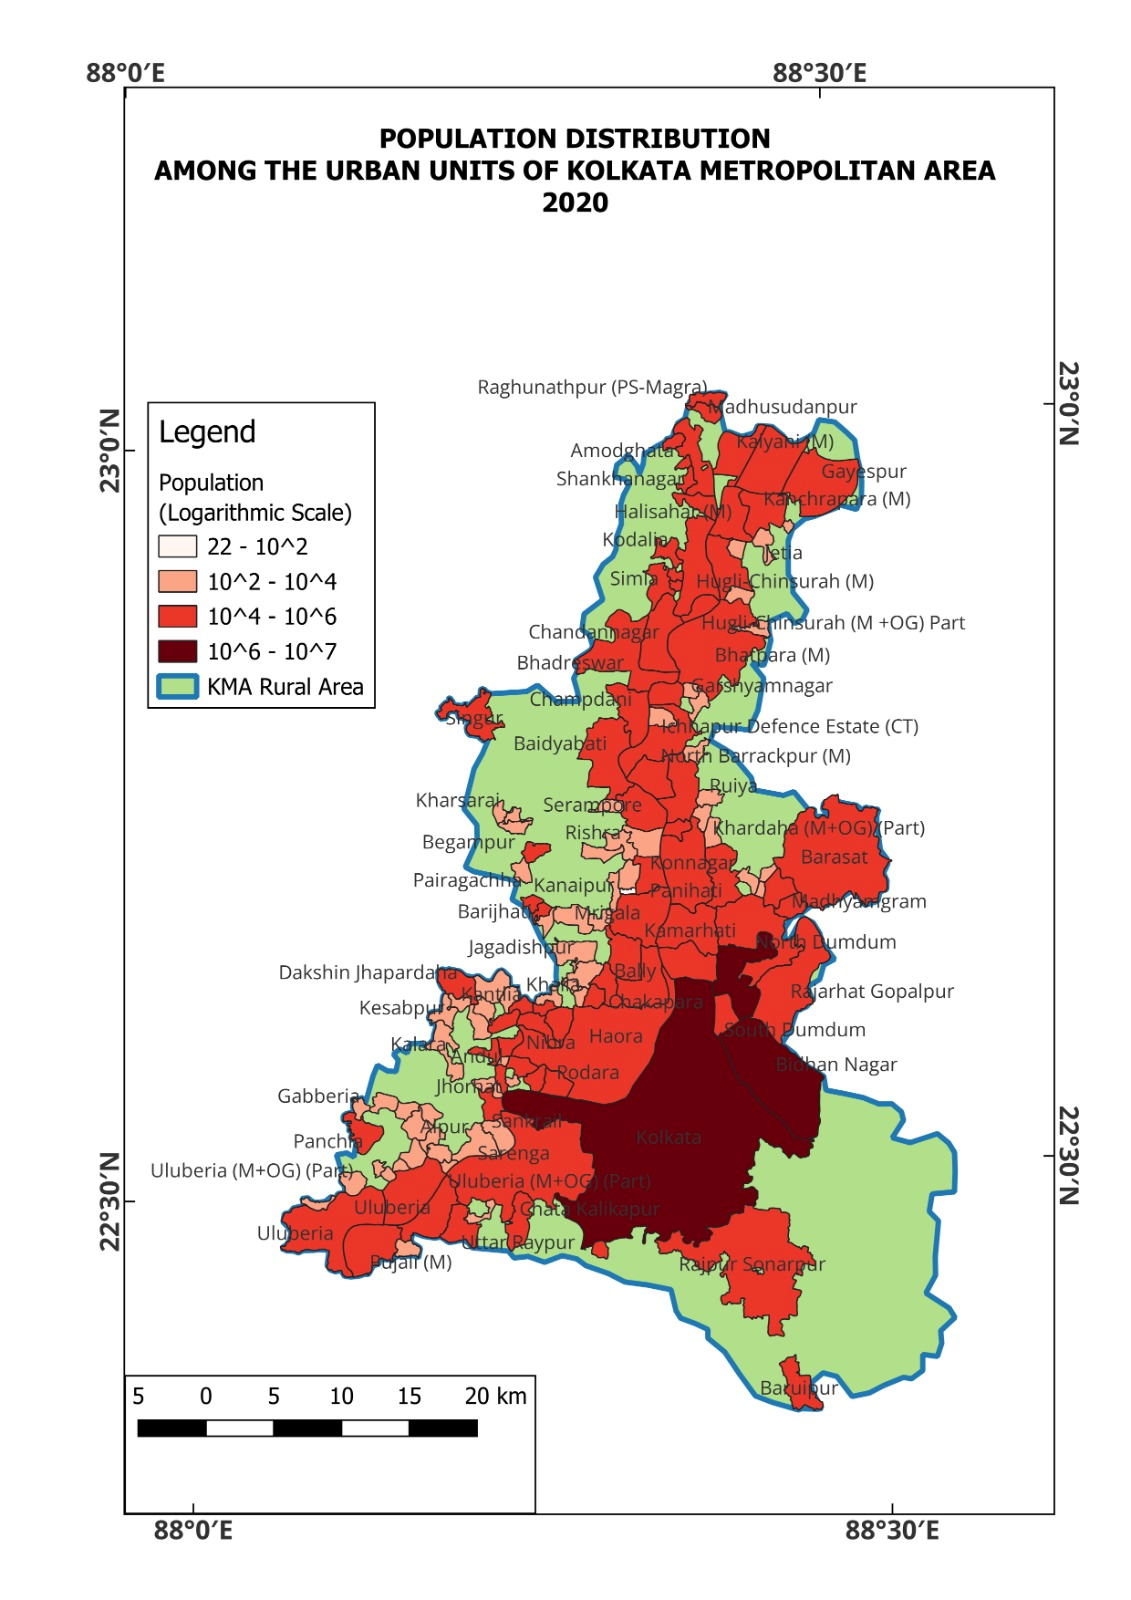 88°0′E
88°30′E
POPULATION DISTRIBUTION
AMONG THE URBAN UNITS OF KOLKATA METROPOLITAN AREA
2020
23°0′N
23°0′N
Legend
Population
(Logarithmic Scale)
22 - 10^2
10^2 - 10^4
10^4 - 10^6
10^6 - 10^7
KMA Rural Area
Raghunathpur (PS-Magra)
Madhusudanpur
Kalyani (M)
Amodghata
Gayespur
Shankhanagar
Kanchrapara (M)
Halisahar (M)
Kodalia
Jetia
Simla
Hugli-Chinsurah (M)
Hugli-Chinsurah (M +OG) Part
Chandannagar
Bhatpara (M)
Bhadreswar
Garshyamnagar
Champdani
Singur
Ichhapur Defence Estate (CT)
Baidyabati
North Barrackpur (M)
Ruiya
Kharsarai
Serampore
Khardaha (M+OG) (Part)
Rishra
Begampur
Barasat
Konnagar
Pairagachha
Kanaipur
Panihati
Madhyamgram
Barijhati
Mrigala
Kamarhati
North Dumdum
Jagadishpur
Dakshin Jhapardaha
Bally
Khalia
Kantlia
Rajarhat Gopalpur
Chakapara
Kesabpur
South Dumdum
Haora
Nibra
Kalara
Andul
Bidhan Nagar
Rodara
Jhorhat
Gabberia
Sankrail
Alpur
Kolkata
Panchla
Sarenga
Uluberia (M+OG) (Part)
Uluberia (M+OG) (Part)
Uluberia
Chata Kalikapur
Uluberia
Uttar Raypur
Pujali (M)
Rajpur Sonarpur
Baruipur
22°30′N
22°30′N
5 0 5 10 15 20 km
88°0′E
88°30′E